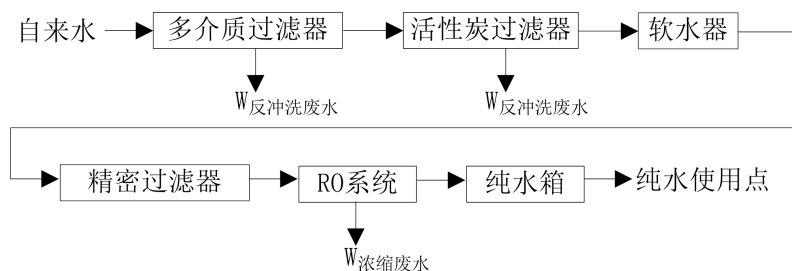 自来水 多介质过滤器 活性炭过滤器 软水器
W反冲洗废水 W反冲洗废水
精密过滤器 RO系统 纯水箱 纯水使用点
W浓缩废水